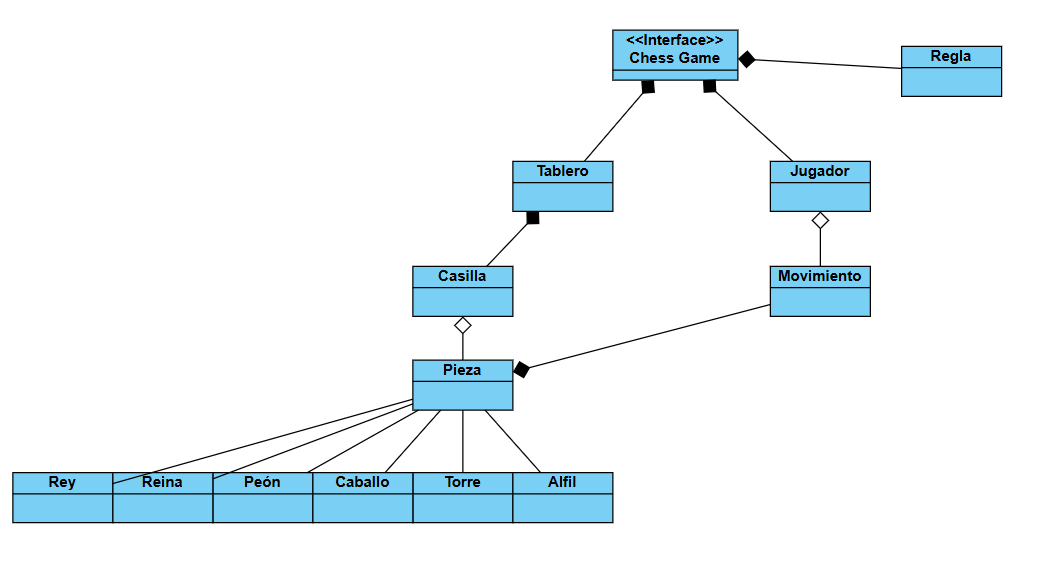 <<Interface>>
Chess Game
Regla
Tablero
Jugador
Casilla
Movimiento
Pieza
Rey
Reina
Peón
Caballo
Torre
Alfil